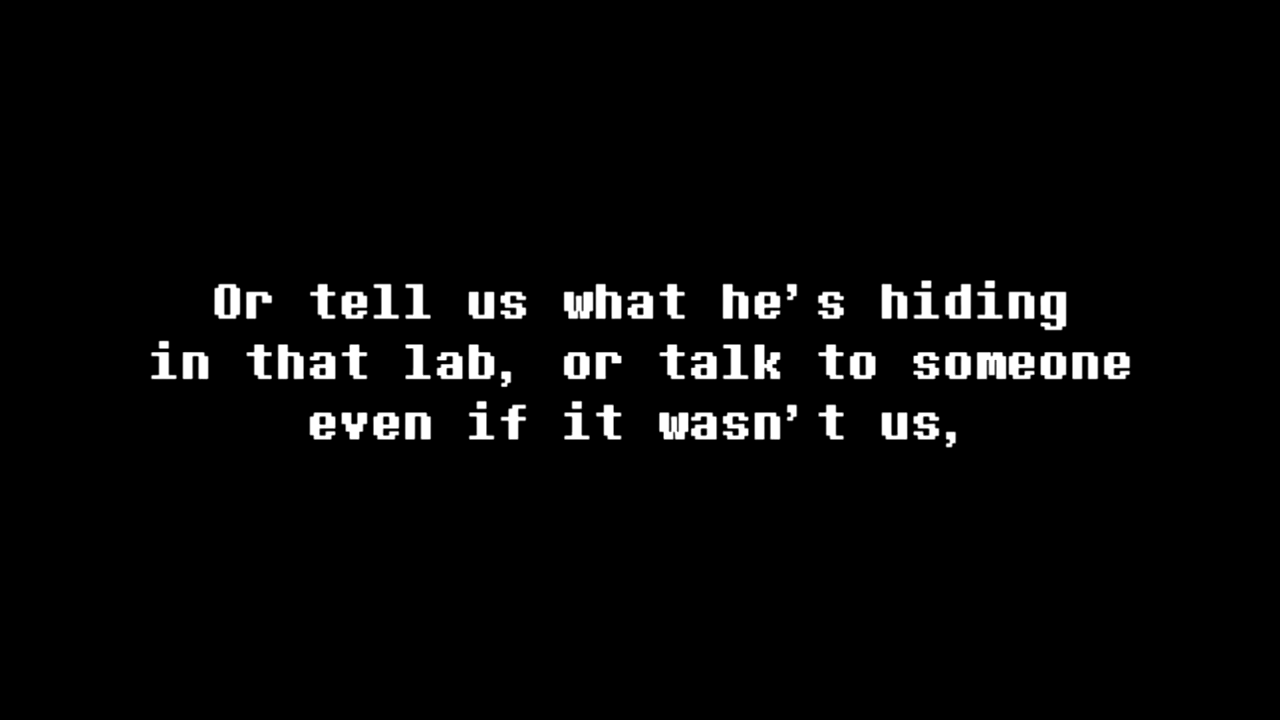 Or tell us what he's hiding
in that lab, or talk to someone
even if it wasn't us,